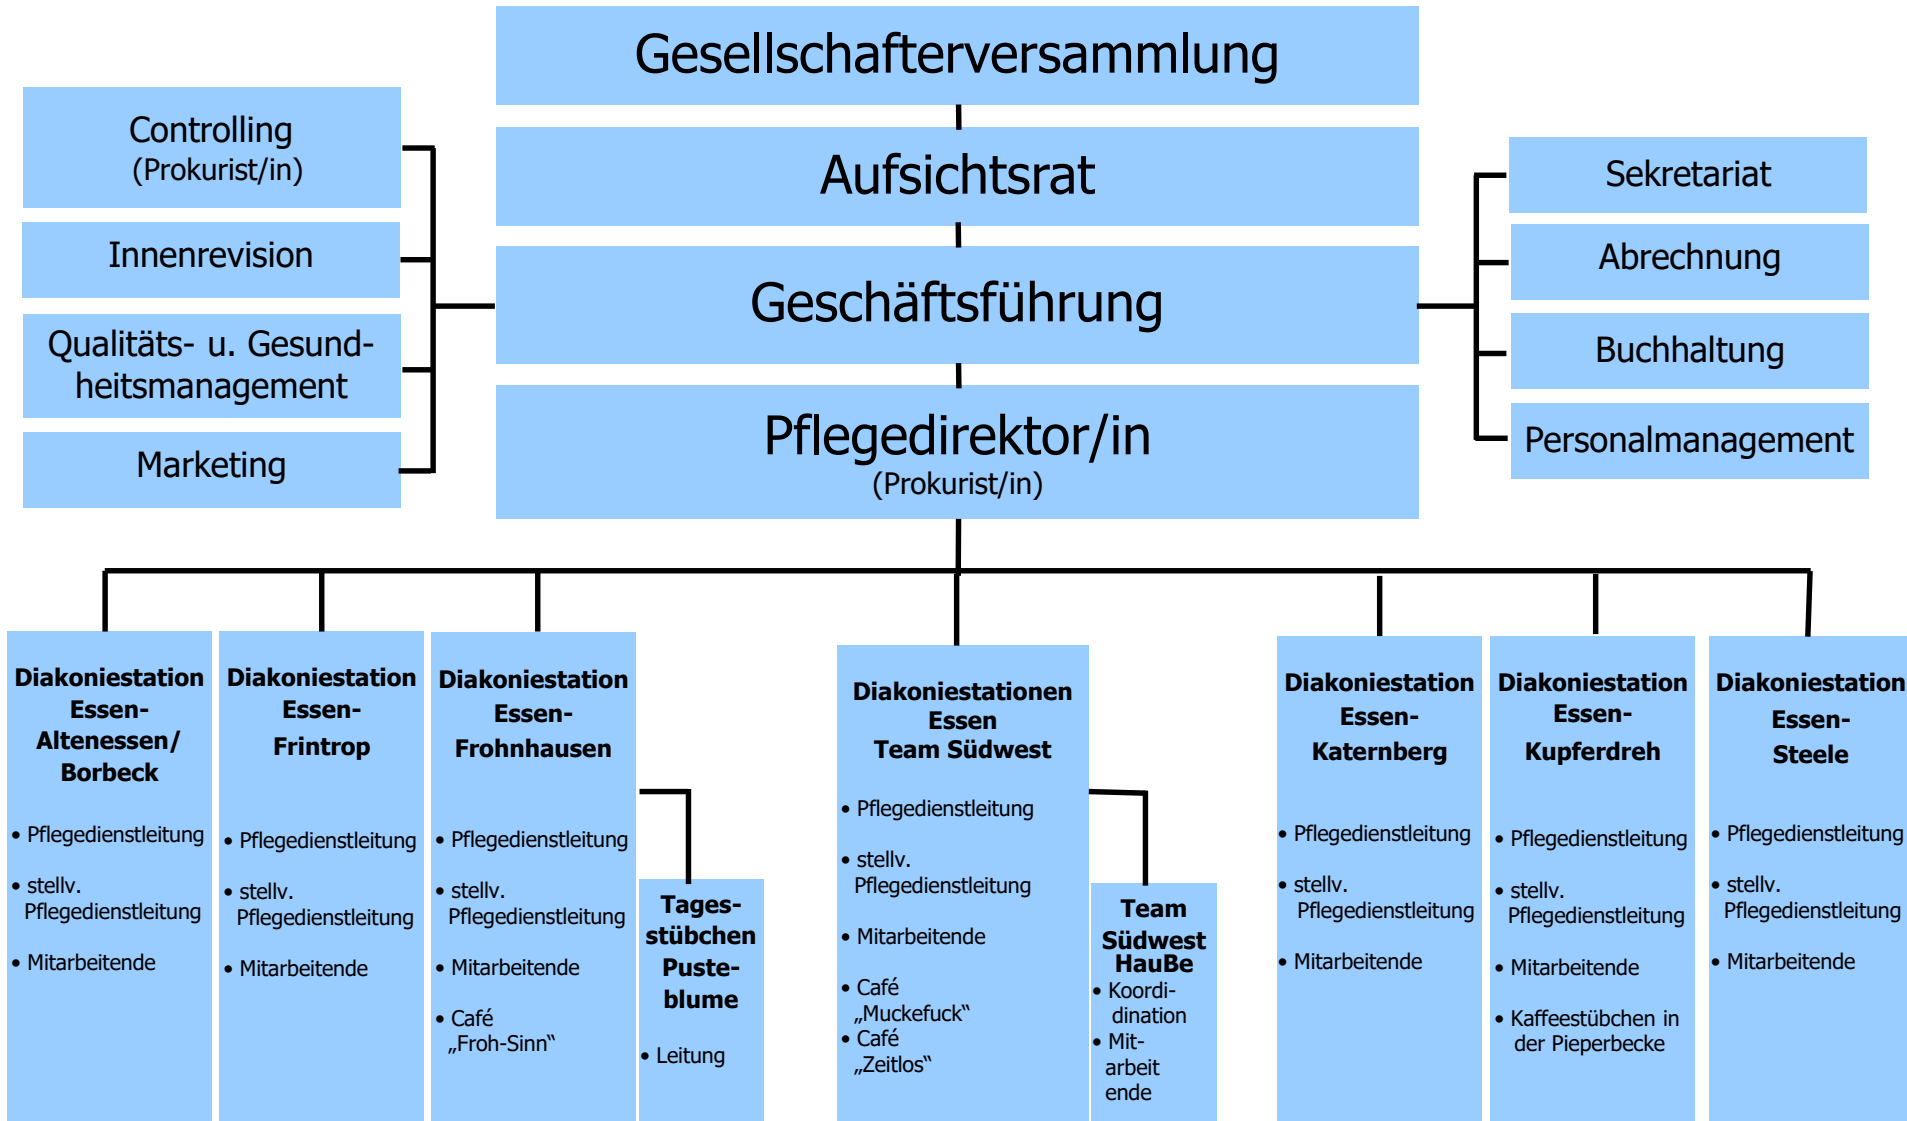 Gesellschafterversammlung
Aufsichtsrat
Geschäftsführung
Pflegedirektor/in
(Prokurist/in)
Controlling
(Prokurist/in)
Innenrevision
Qualitäts- u. Gesund-
heitsmanagement
Marketing
Sekretariat
Abrechnung
Buchhaltung
Personalmanagement
Diakoniestation
Essen-
Altenessen/
Borbeck
• Pflegedienstleitung
• stellv.
Pflegedienstleitung
• Mitarbeitende
Diakoniestation
Essen-
Frintrop
• Pflegedienstleitung
• stellv.
Pflegedienstleitung
• Mitarbeitende
Diakoniestation
Essen-
Frohnhausen
• Pflegedienstleitung
• stellv.
Pflegedienstleitung
• Mitarbeitende
• Café
„Froh-Sinn“
Tages-
stübchen
Puste-
blume
• Leitung
Diakoniestationen
Essen
Team Südwest
• Pflegedienstleitung
• stellv.
Pflegedienstleitung
• Mitarbeitende
• Café
„Muckefuck“
• Café
„Zeitlos“
Team
Südwest
HauBe
• Koordi-
dination
• Mit-
arbeit
ende
Diakoniestation
Essen-
Katernberg
• Pflegedienstleitung
• stellv.
Pflegedienstleitung
• Mitarbeitende
Diakoniestation
Essen-
Kupferdreh
• Pflegedienstleitung
• stellv.
Pflegedienstleitung
• Mitarbeitende
• Kaffeestübchen in
der Pieperbecke
Diakoniestation
Essen-
Steele
• Pflegedienstleitung
• stellv.
Pflegedienstleitung
• Mitarbeitende